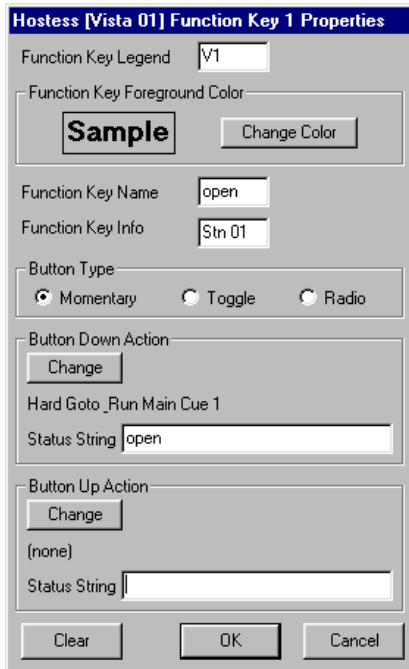 Hostess [Vista 01] Function Key 1 Properties
Function Key Legend V1
Function Key Foreground Color
Sample Change Color
Function Key Name open
Function Key Info Stn 01
Button Type
Momentary Toggle Radio
Button Down Action
Change
Hard Goto _Run Main Cue 1
Status String open
Button Up Action
Change
(none)
Status String
Clear OK Cancel